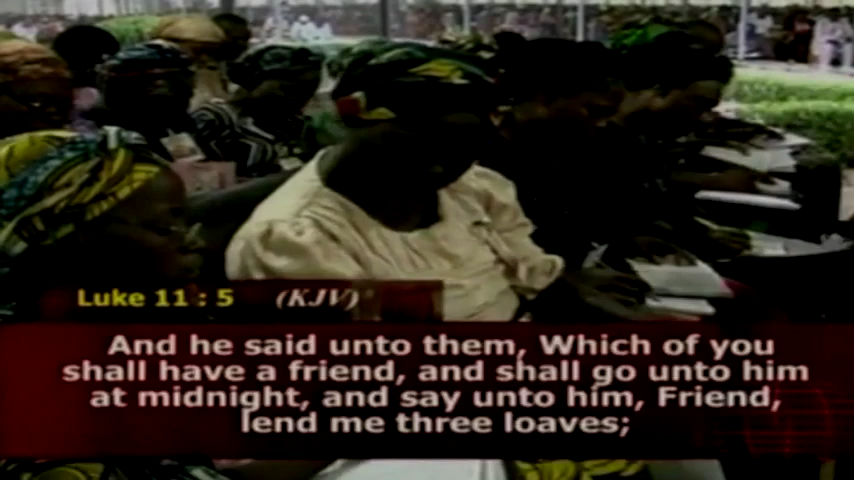 Luke 11 : 5 (KJV)
And he said unto them, Which of you
shall have a friend, and shall go unto him
at midnight, and say unto him, Friend,
lend me three loaves;